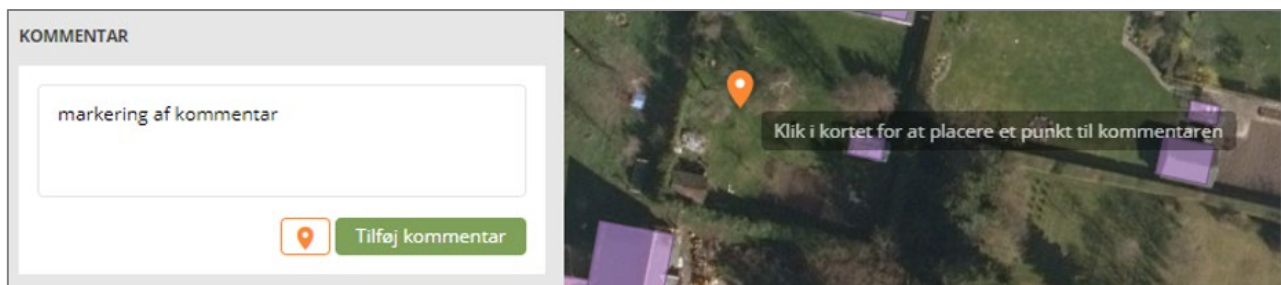 KOMMENTAR
markering af kommentar
Tilføj kommentar
Klik i kortet for at placere et punkt til kommentaren